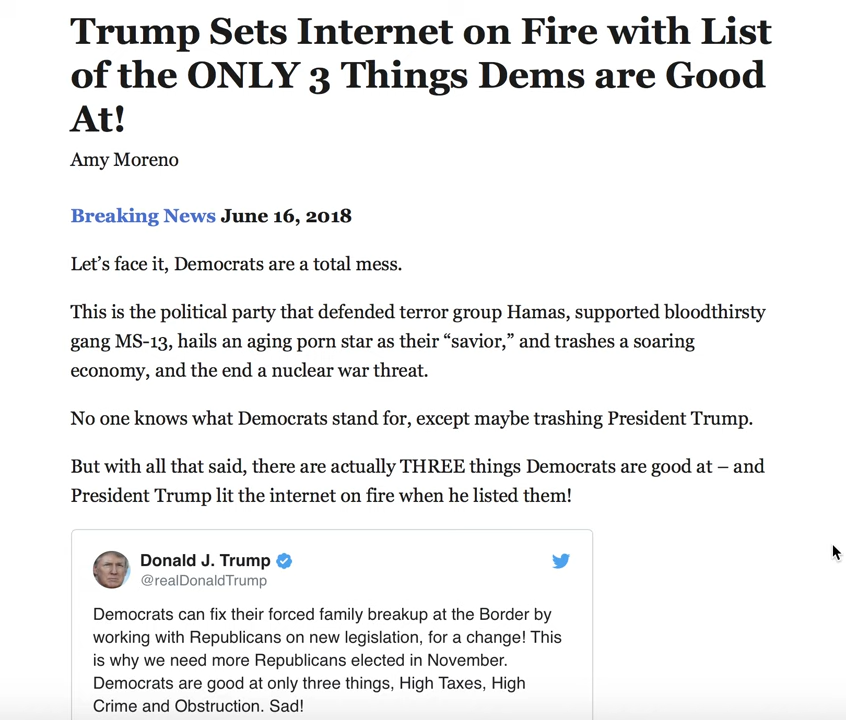 Trump Sets Internet on Fire with List
of the ONLY 3 Things Dems are Good
At!
Amy Moreno
Breaking News June 16, 2018
Let’s face it, Democrats are a total mess.
This is the political party that defended terror group Hamas, supported bloodthirsty
gang MS-13, hails an aging porn star as their “savior,” and trashes a soaring
economy, and the end a nuclear war threat.
No one knows what Democrats stand for, except maybe trashing President Trump.
But with all that said, there are actually THREE things Democrats are good at – and
President Trump lit the internet on fire when he listed them!
Donald J. Trump
@realDonaldTrump
Democrats can fix their forced family breakup at the Border by
working with Republicans on new legislation, for a change! This
is why we need more Republicans elected in November.
Democrats are good at only three things, High Taxes, High
Crime and Obstruction. Sad!